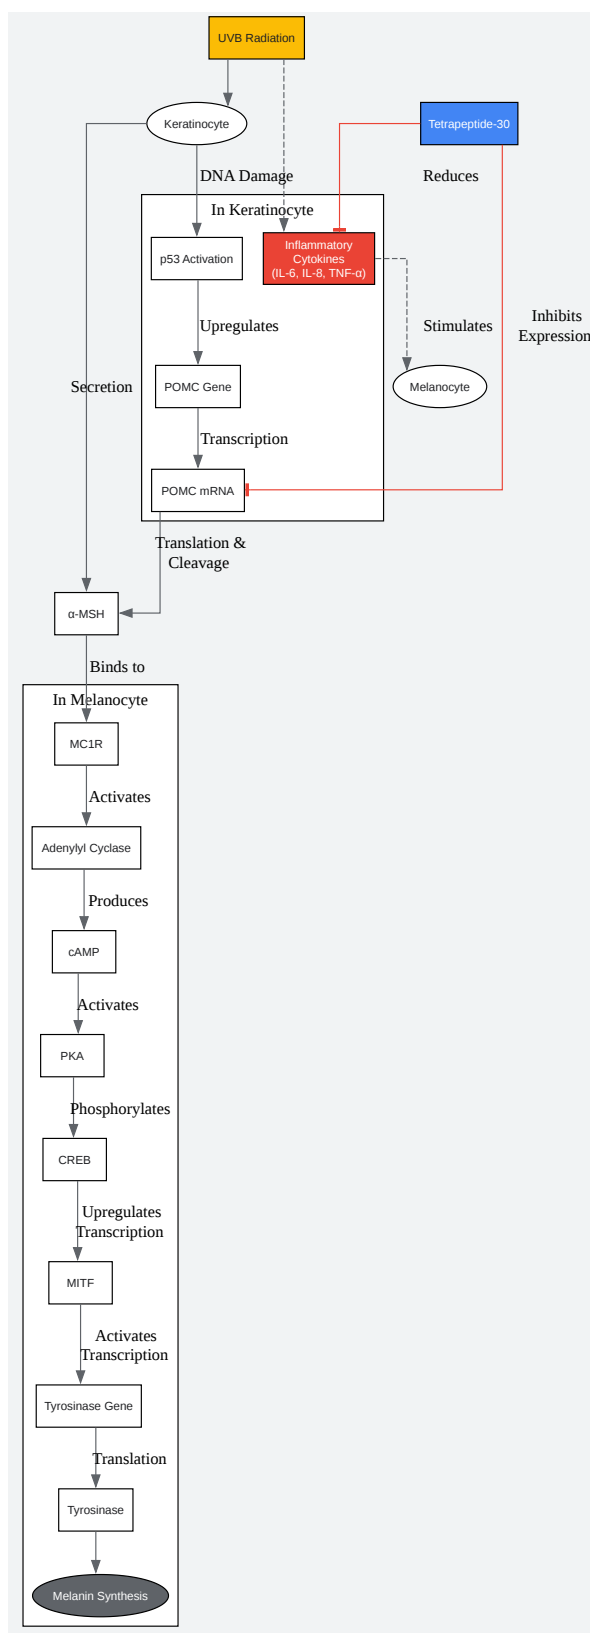 UVB Radiation
Keratinocyte
Tetrapeptide-30
DNA Damage
Reduces
In Keratinocyte
p53 Activation
Inflammatory
Cytokines
(IL-6, IL-8, TNF-α)
Upregulates
Stimulates
Inhibits
Expression
Secretion
POMC Gene
Melanocyte
Transcription
POMC mRNA
Translation &
Cleavage
α-MSH
Binds to
In Melanocyte
MC1R
Activates
Adenylyl Cyclase
Produces
cAMP
Activates
PKA
Phosphorylates
CREB
Upregulates
Transcription
MITF
Activates
Transcription
Tyrosinase Gene
Translation
Tyrosinase
Melanin Synthesis